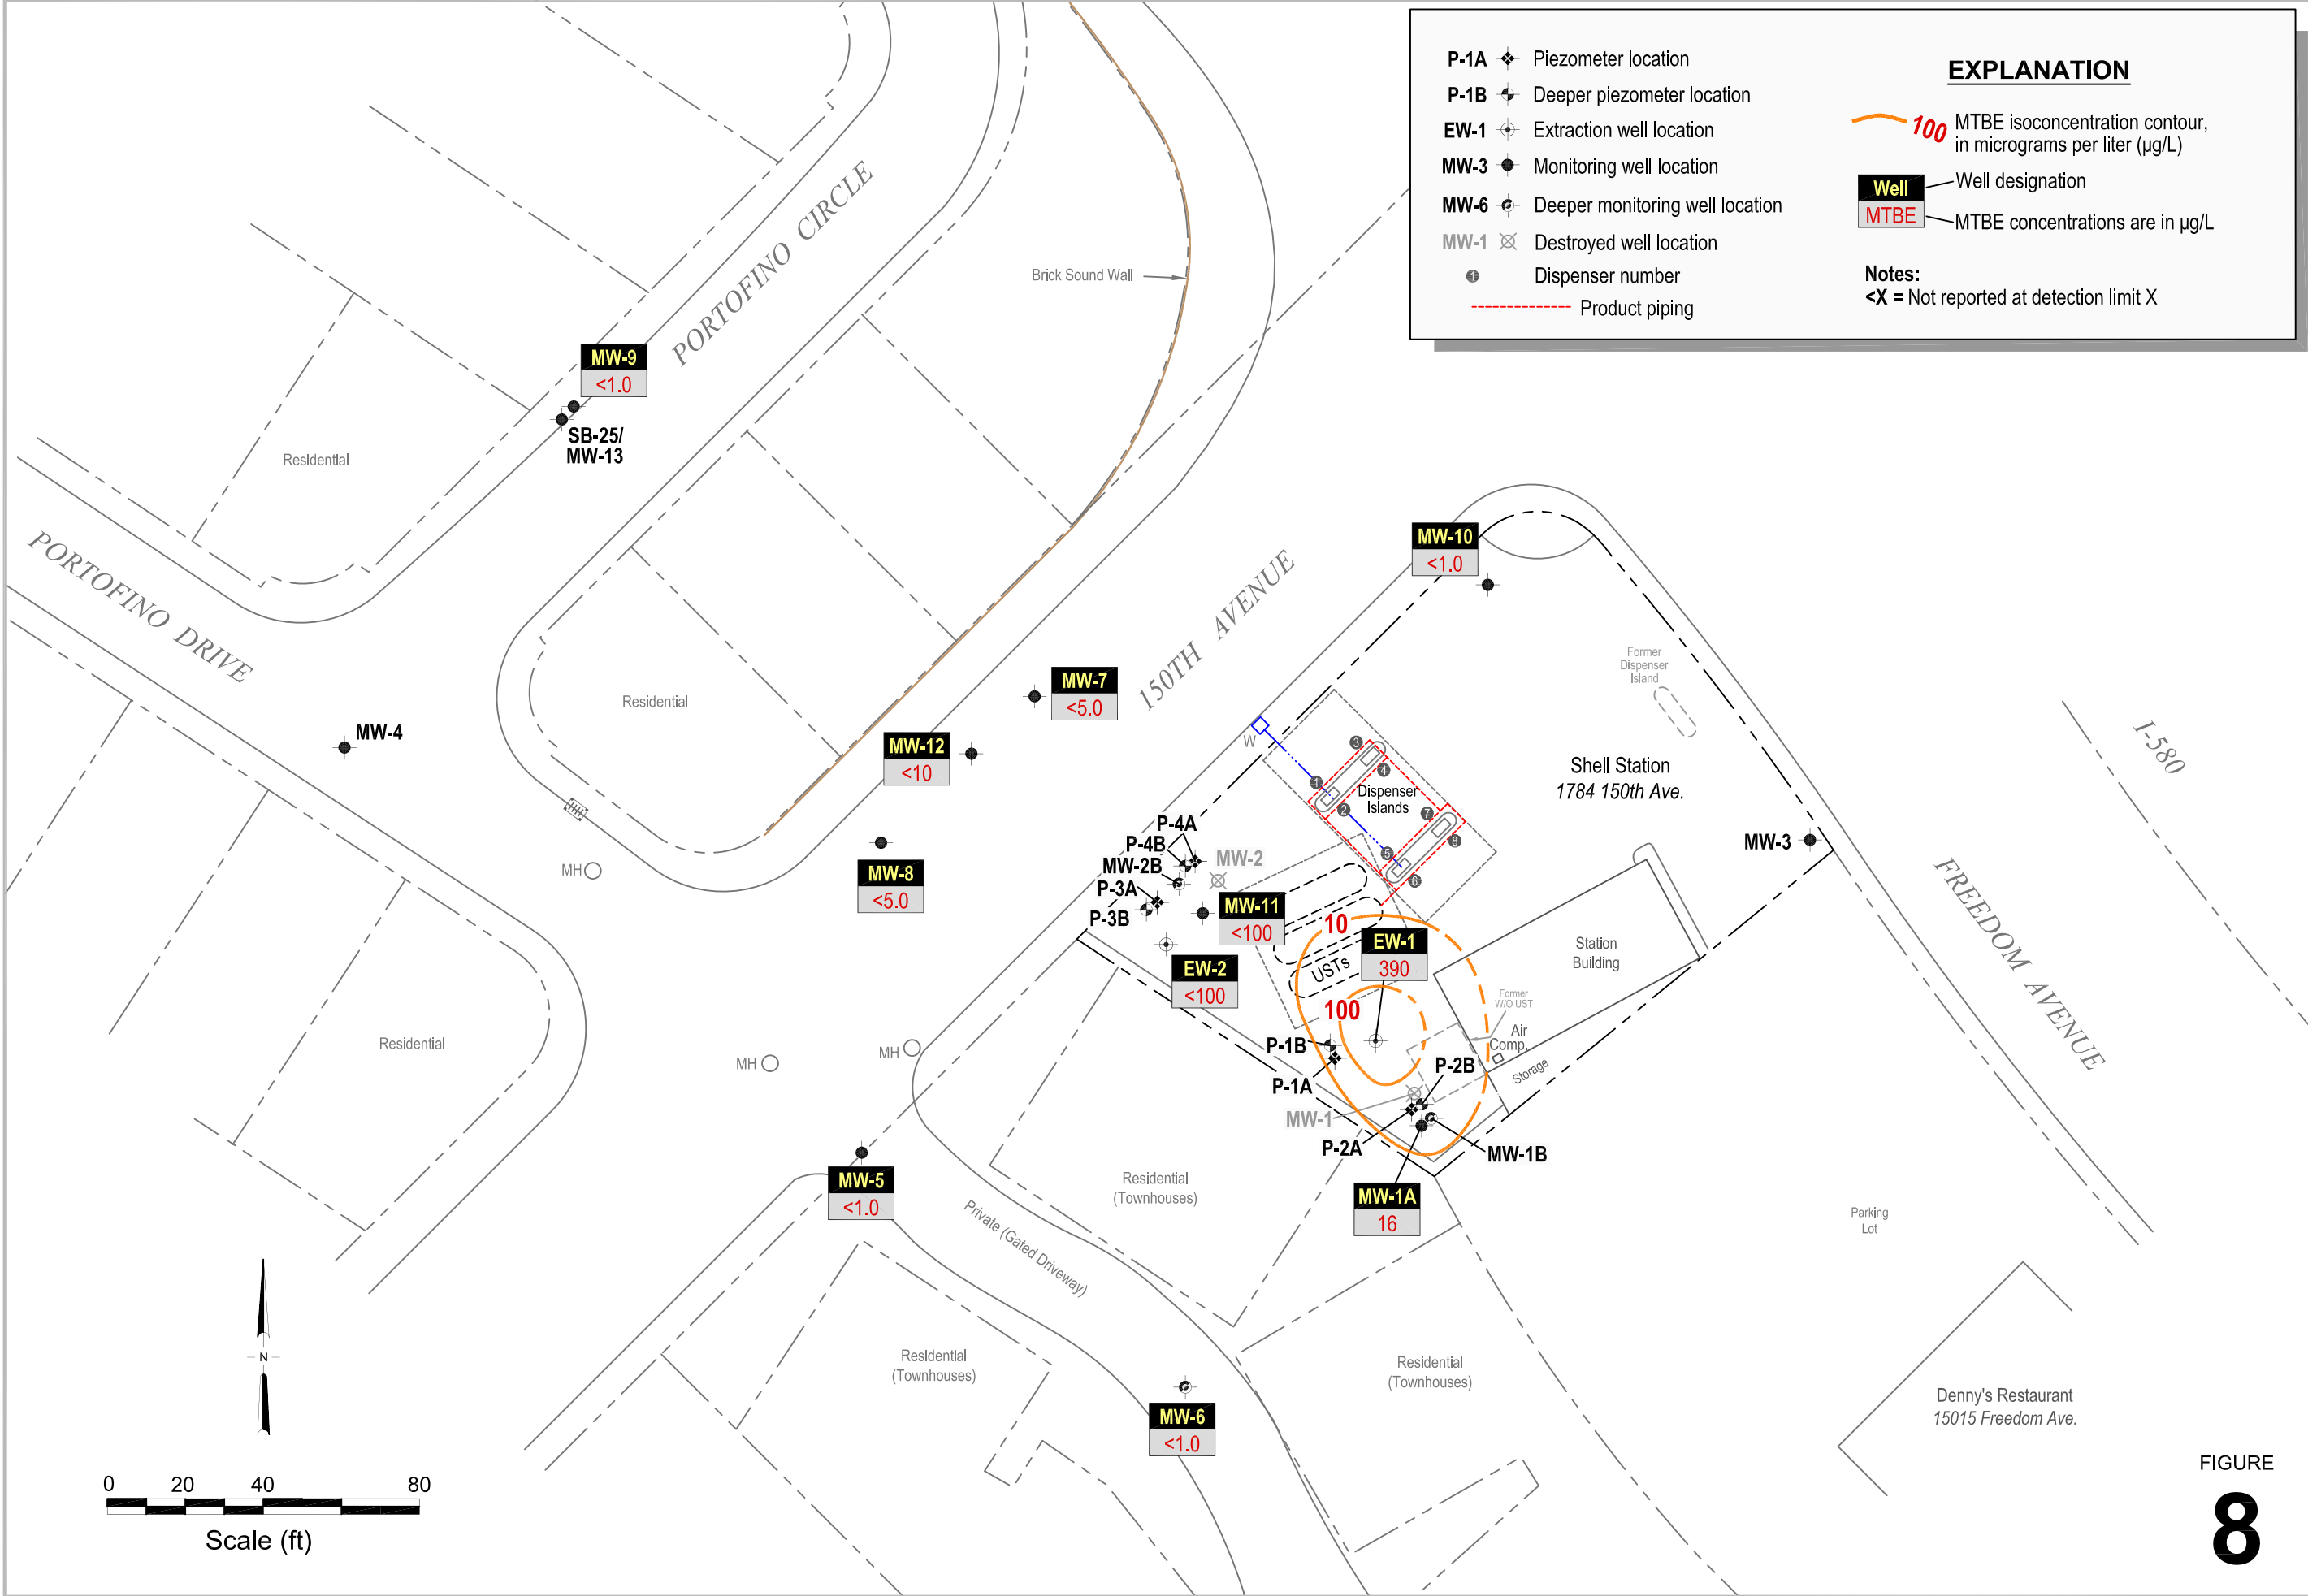 P-1A Piezometer location
P-1B Deeper piezometer location
EW-1 Extraction well location
MW-3 Monitoring well location
MW-6 Deeper monitoring well location
MW-1 Destroyed well location
1 Dispenser number
Product piping
EXPLANATION
100 MTBE isoconcentration contour,
in micrograms per liter (µg/L)
Well
Well designation
MTBE
MTBE concentrations are in µg/L
Notes:
<X = Not reported at detection limit X
PORTOFINO CIRCLE
Brick Sound Wall
MW-9
<1.0
SB-25/
MW-13
Residential
PORTOFINO DRIVE
MW-4
Residential
MW-7
<5.0
MW-12
<10
150TH AVENUE
MW-10
<1.0
Former
Dispenser
Island
Shell Station
1784 150th Ave.
I-580
W
3
4
1
2
Dispenser
Islands
7
8
5
6
MW-3
FREEDOM AVENUE
MH
MW-8
<5.0
P-4A
P-4B
MW-2B
MW-2
P-3A
P-3B
MW-11
<100
EW-2
<100
10
EW-1
390
USTs
100
Station
Building
Former
W/O UST
Air
Comp.
Storage
P-1B
P-1A
P-2B
MW-1
P-2A
MW-1B
MW-1A
16
Residential
MH
MH
MW-5
<1.0
Private (Gated Driveway)
Residential
(Townhouses)
Residential
(Townhouses)
Residential
(Townhouses)
MW-6
<1.0
Parking
Lot
Denny's Restaurant
15015 Freedom Ave.
N
0 20 40 80
Scale (ft)
FIGURE
8